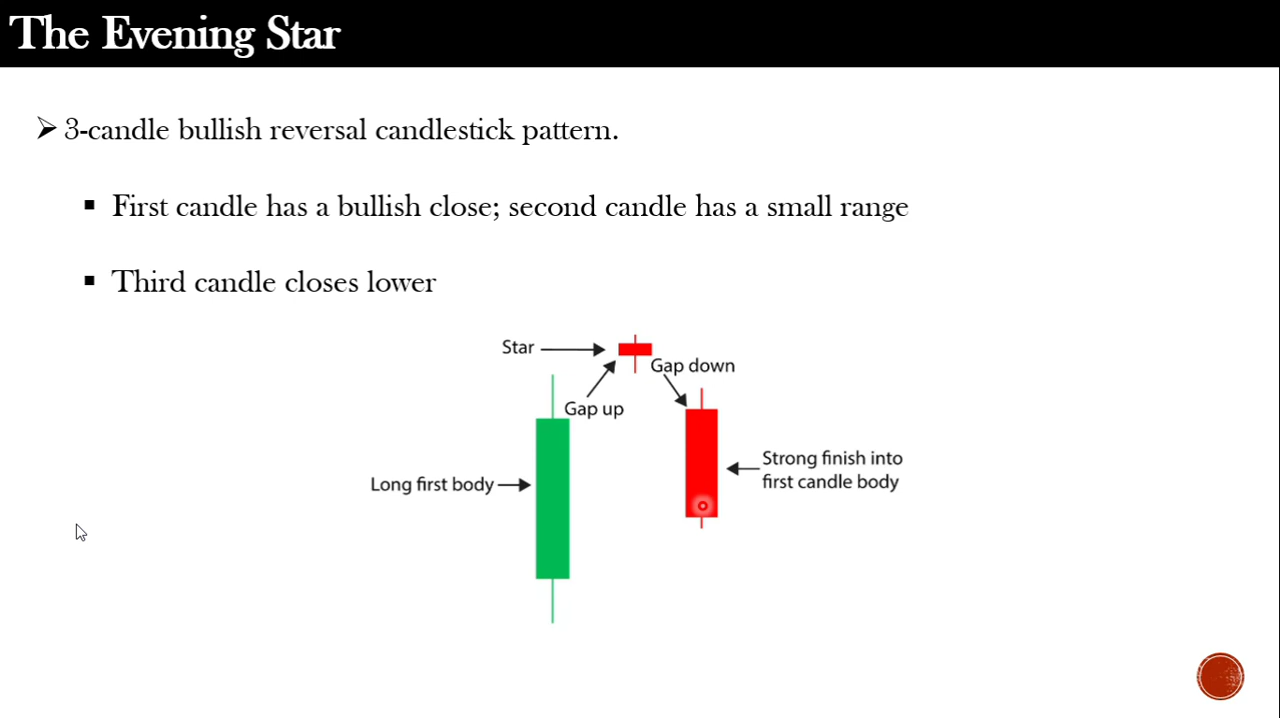 The Evening Star
➢ 3-candle bullish reversal candlestick pattern.
▪ First candle has a bullish close; second candle has a small range
▪ Third candle closes lower
Star
Gap down
Gap up
Long first body
Strong finish into
first candle body